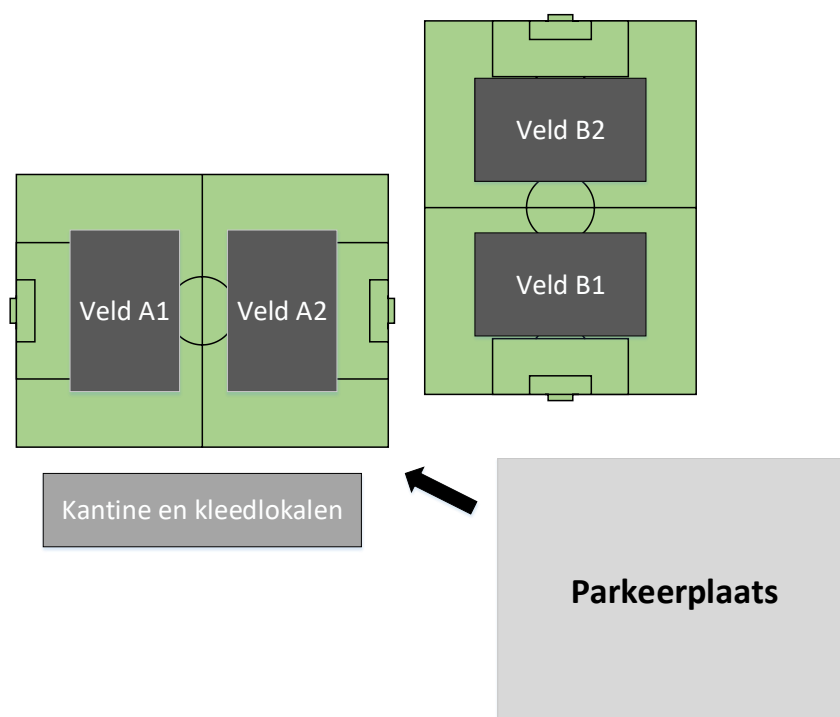 Veld B2
Veld B1
Veld A1
Veld A2
Kantine en kleedlokalen
Parkeerplaats